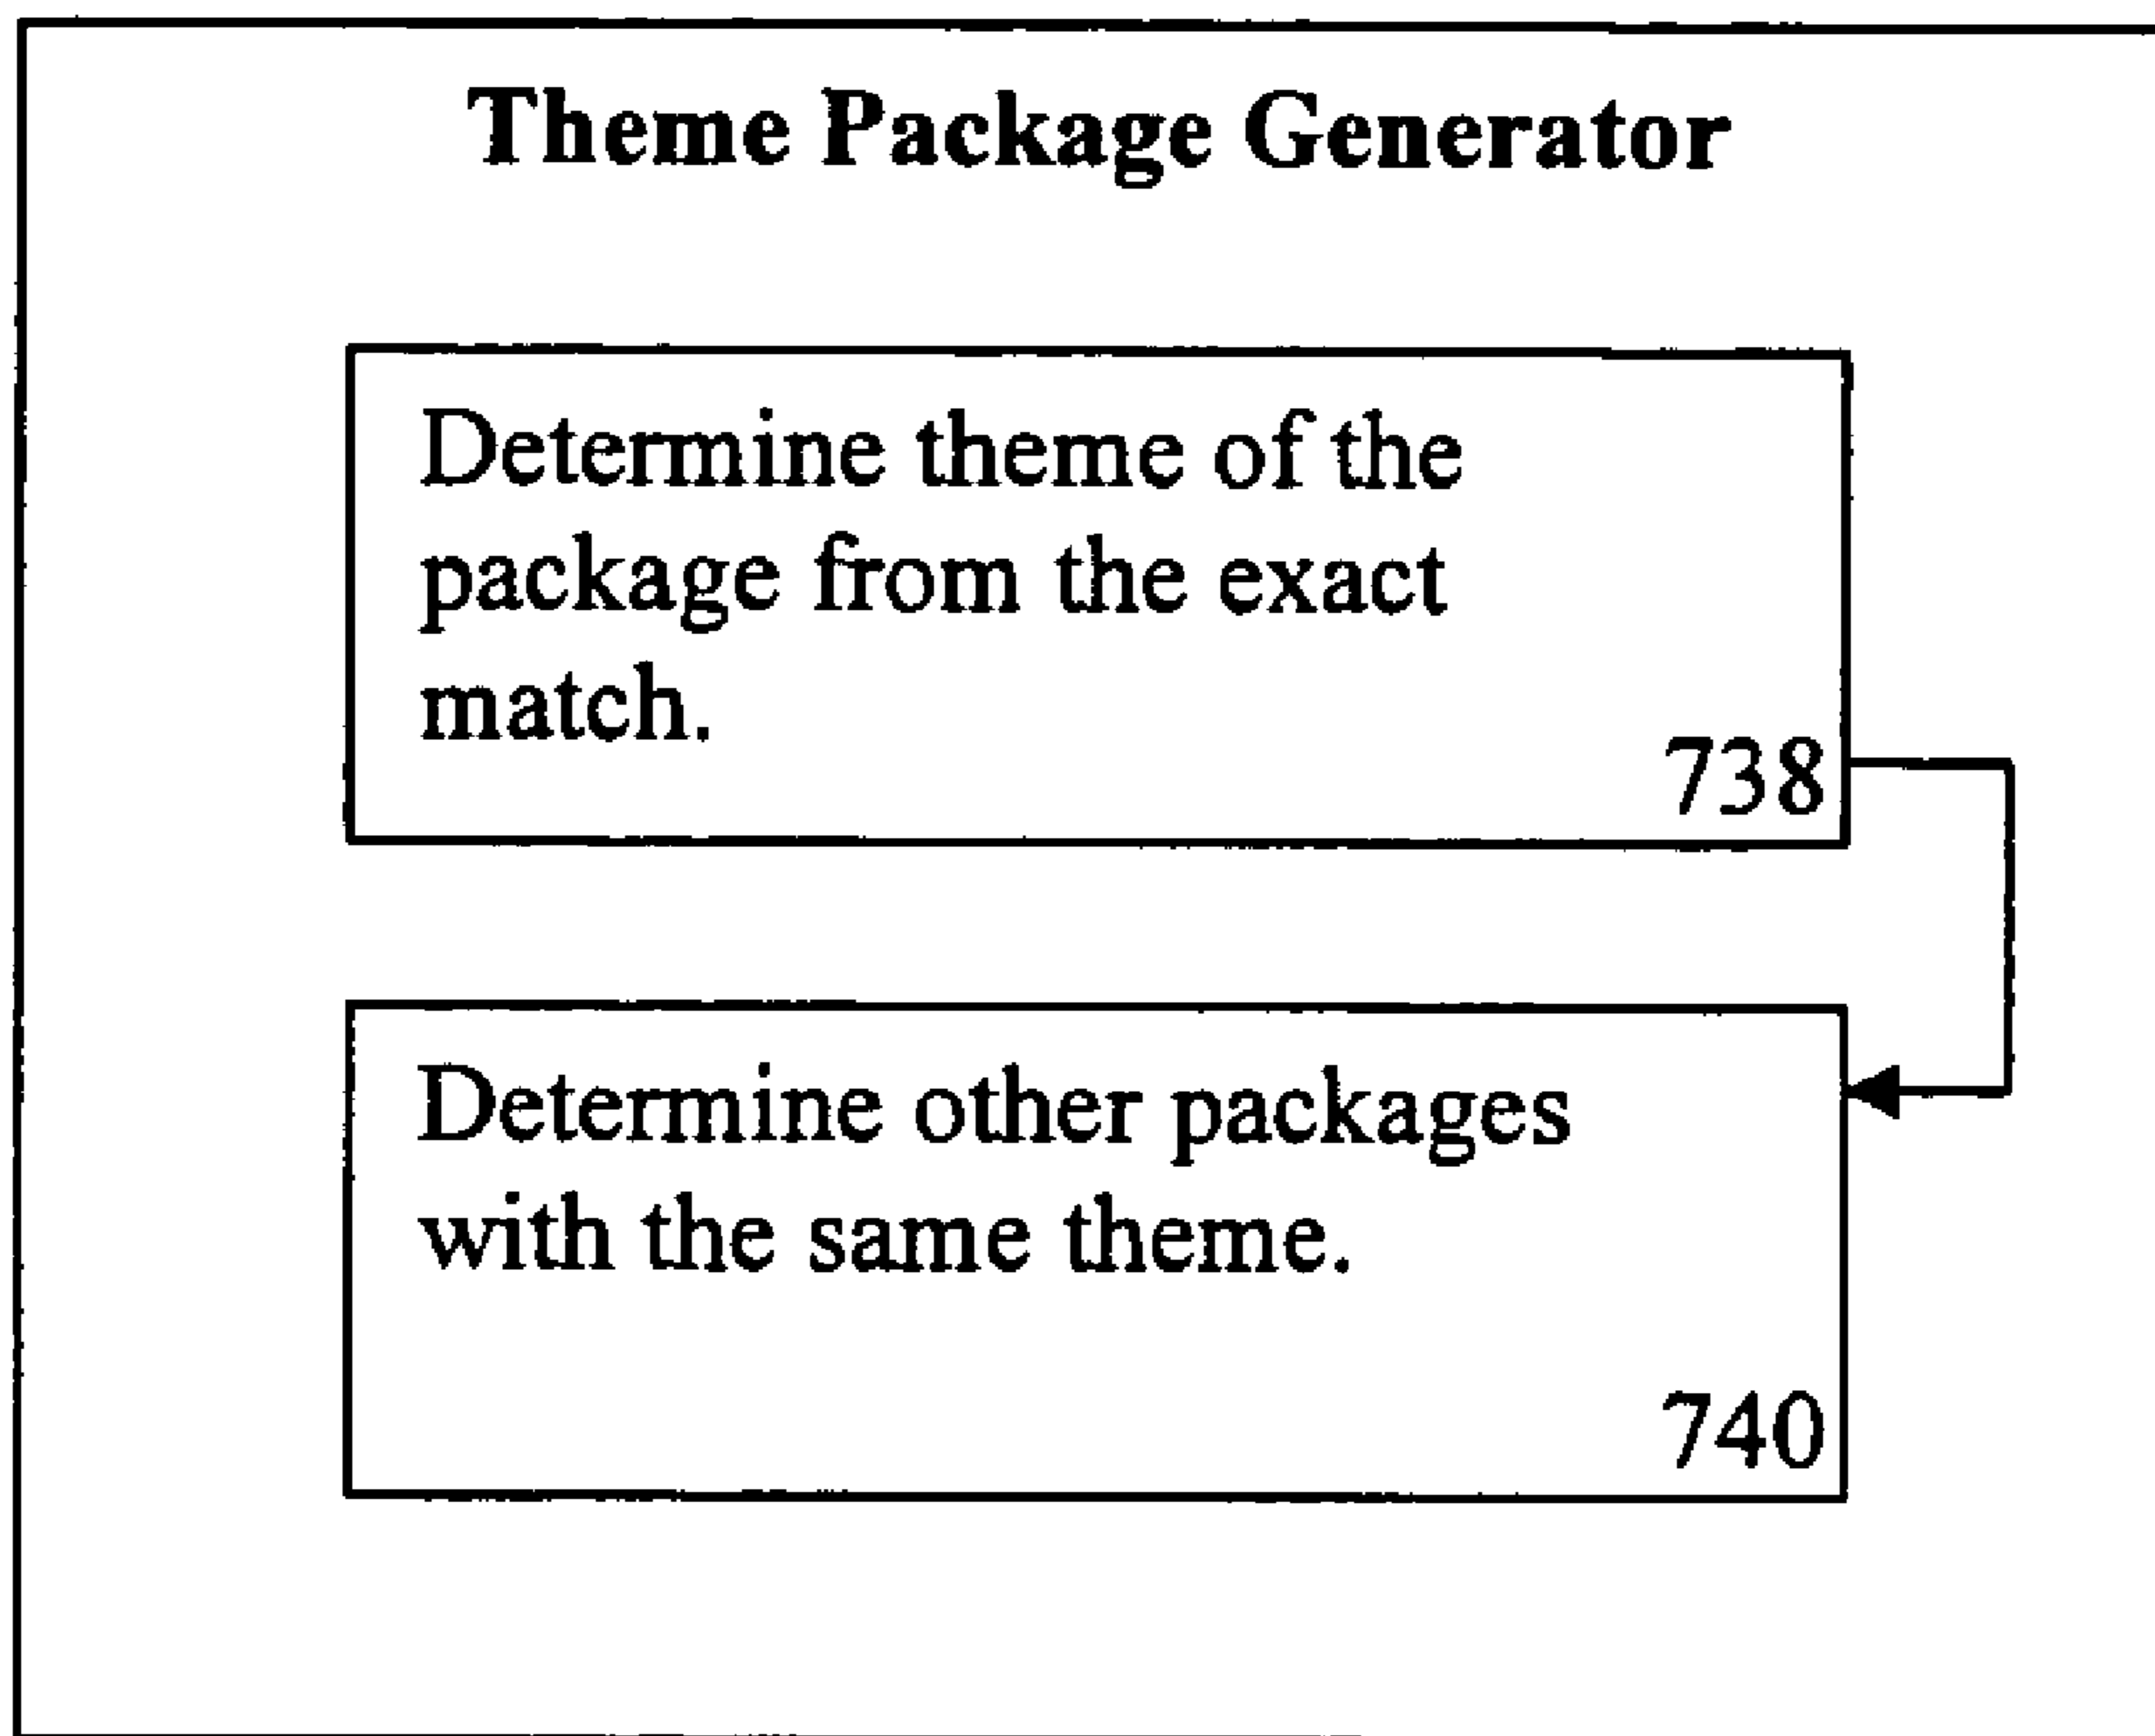 Theme Package Generator
Determine theme of the
package from the exact
match.
738
Determine other packages
with the same theme.
740